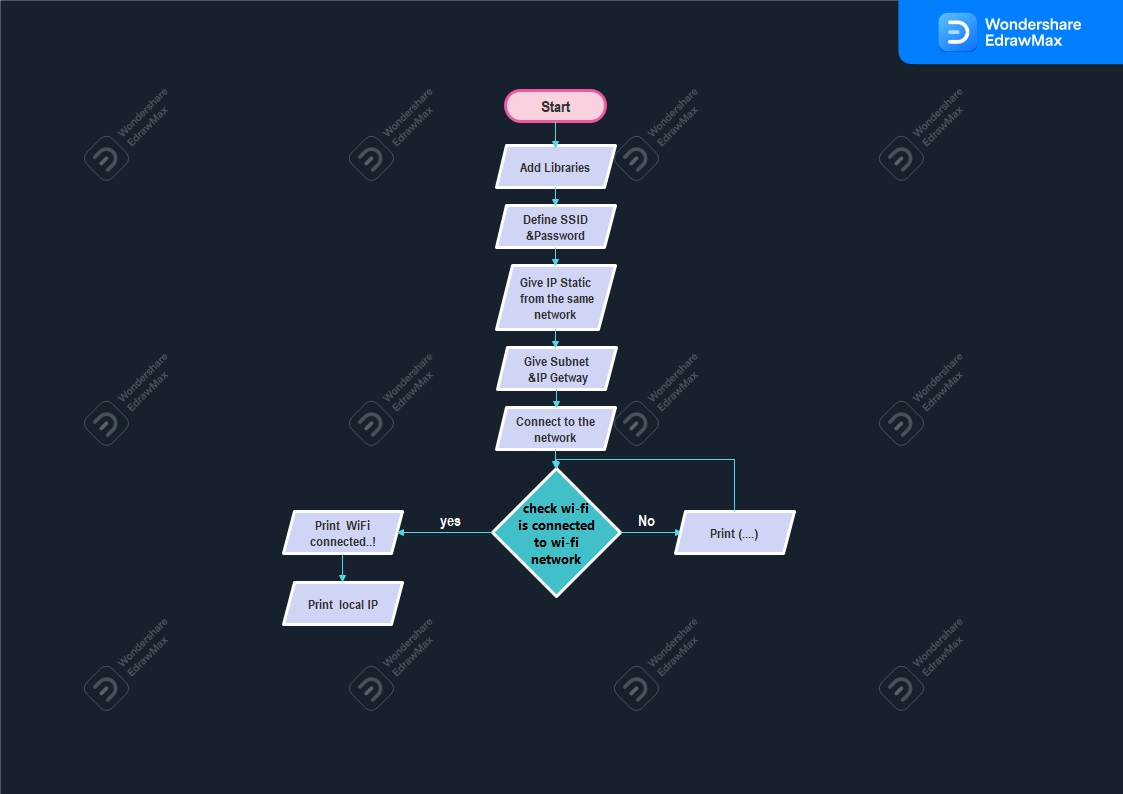 Wondershare
EdrawMax
Start
Add Libraries
Define SSID
&Password
Give IP Static
from the same
network
Give Subnet
&IP Getway
Connect to the
network
check wi-fi
is connected
to wi-fi
network
yes
No
Print WiFi
connected..!
Print (....)
Print local IP
Wondershare
EdrawMax
Wondershare
EdrawMax
Wondershare
EdrawMax
Wondershare
EdrawMax
Wondershare
EdrawMax
Wondershare
EdrawMax
Wondershare
EdrawMax
Wondershare
EdrawMax
Wondershare
EdrawMax
Wondershare
EdrawMax
Wondershare
EdrawMax
Wondershare
EdrawMax